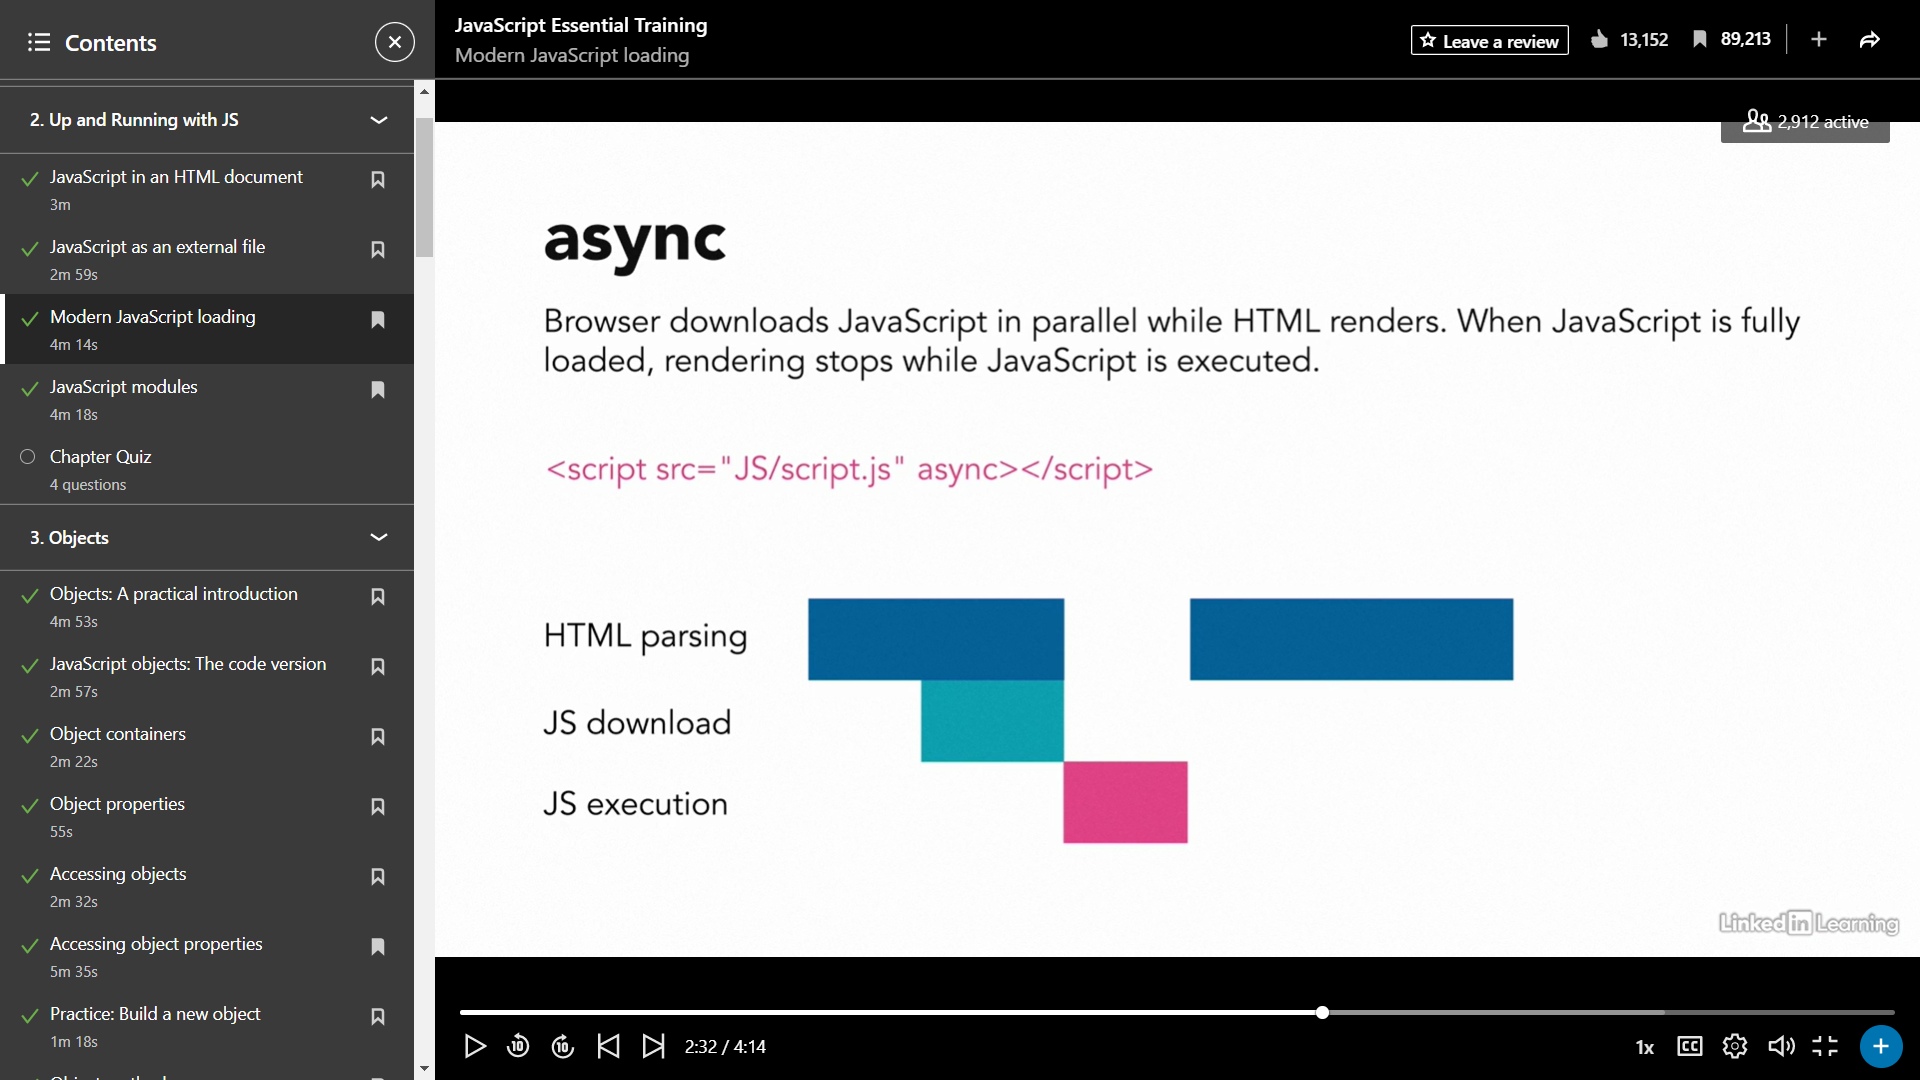 Contents
JavaScript Essential Training
Modern JavaScript loading
Leave a review
13,152
89,213
2. Up and Running with JS
JavaScript in an HTML document
3m
JavaScript as an external file
2m 59s
Modern JavaScript loading
4m 14s
JavaScript modules
4m 18s
Chapter Quiz
4 questions
3. Objects
Objects: A practical introduction
4m 53s
JavaScript objects: The code version
2m 57s
Object containers
2m 22s
Object properties
55s
Accessing objects
2m 32s
Accessing object properties
5m 35s
Practice: Build a new object
1m 18s
2,912 active
async
Browser downloads JavaScript in parallel while HTML renders. When JavaScript is fully
loaded, rendering stops while JavaScript is executed.
<script src="JS/script.js" async></script>
HTML parsing
JS download
JS execution
Linked in Learning
10
10
2:32 / 4:14
1x
CC